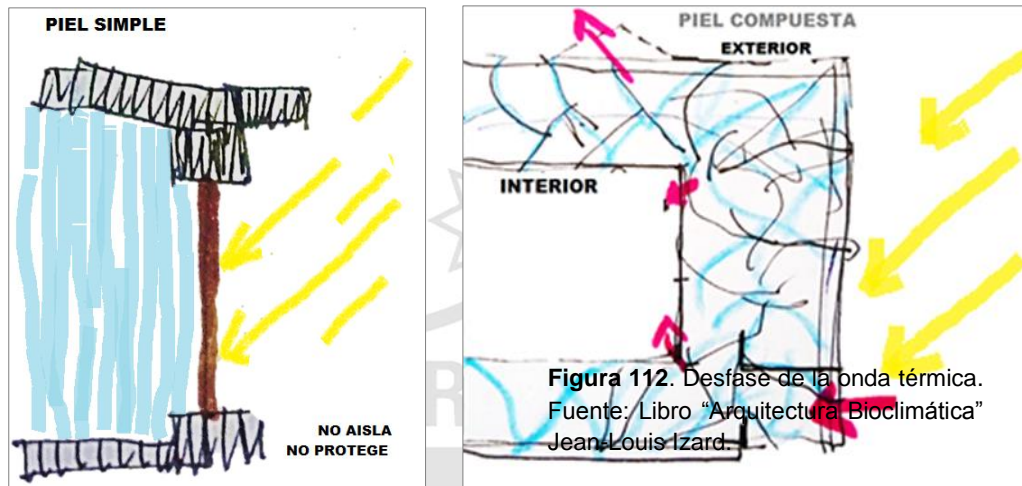 PIEL SIMPLE
NO AISLA
NO PROTEGE
PIEL COMPUESTA
EXTERIOR
INTERIOR
R
Figura 112. Desfase de la onda térmica.
Fuente: Libro “Arquitectura Bioclimática”
Jean-Louis Izard.